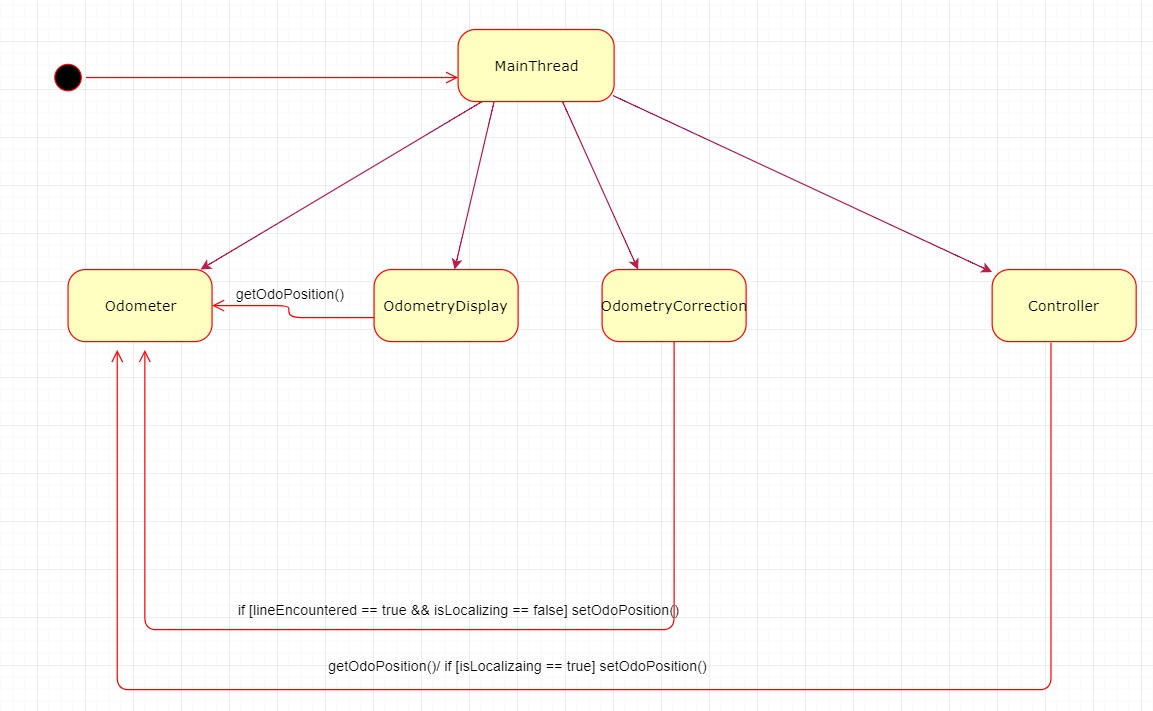 MainThread
getOdoPosition()
Odometer
OdometryDisplay
OdometryCorrection
Controller
if [lineEncountered == true && isLocalizing == false] setOdoPosition()
getOdoPosition()/ if [isLocalizaing == true] setOdoPosition()